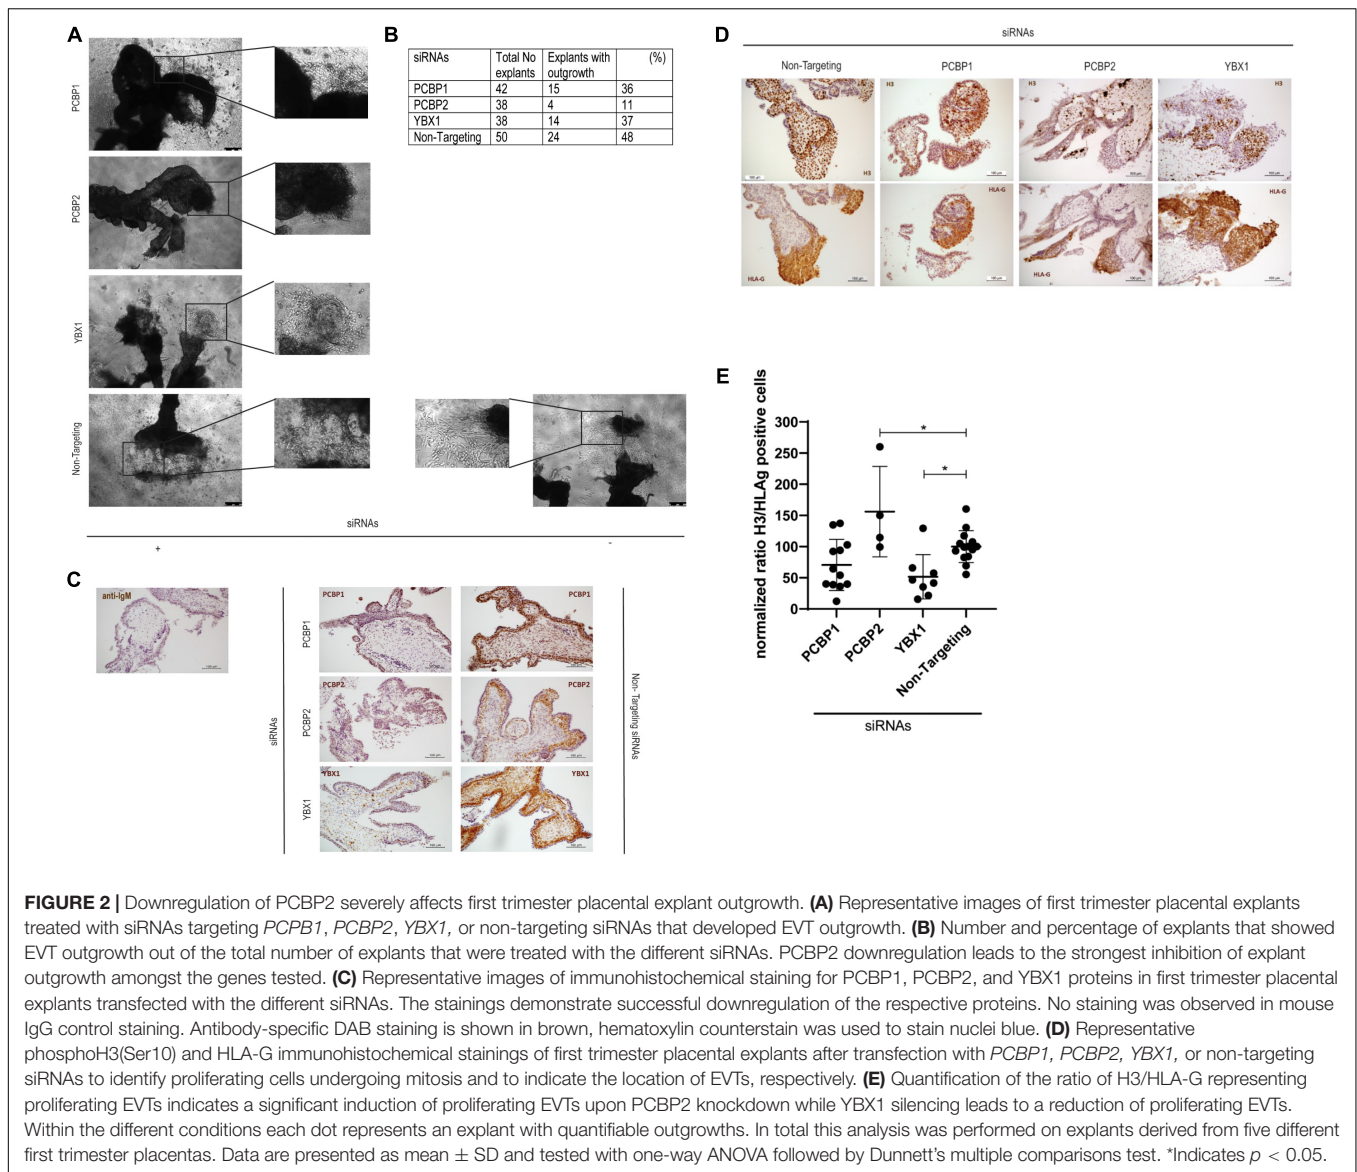 A
PCBP1
PCBP2
YBX1
Non-Targeting
siRNAs
+
-
B
siRNAs Total No explants Explants with outgrowth (%)
PCBP1 42 15 36
PCBP2 38 4 11
YBX1 38 14 37
Non-Targeting 50 24 48
C
anti-IgM
100 µm
siRNAs
PCBP1
PCBP2
YBX1
PCBP1
PCBP1
PCBP2
PCBP2
YBX1
YBX1
Non- Targeting siRNAs
D
siRNAs
Non-Targeting PCBP1 PCBP2 YBX1
H3
H3
H3
H3
H3
HLA-G
HLA-G
HLA-G
HLA-G
100 µm
E
normalized ratio H3/HLAg positive cells
300
250
200
150
100
50
0
*
*
PCBP1
PCBP2
YBX1
Non-Targeting
siRNAs
FIGURE 2 | Downregulation of PCBP2 severely affects first trimester placental explant outgrowth. (A) Representative images of first trimester placental explants
treated with siRNAs targeting PCPB1, PCBP2, YBX1, or non-targeting siRNAs that developed EVT outgrowth. (B) Number and percentage of explants that showed
EVT outgrowth out of the total number of explants that were treated with the different siRNAs. PCBP2 downregulation leads to the strongest inhibition of explant
outgrowth amongst the genes tested. (C) Representative images of immunohistochemical staining for PCBP1, PCBP2, and YBX1 proteins in first trimester placental
explants transfected with the different siRNAs. The stainings demonstrate successful downregulation of the respective proteins. No staining was observed in mouse
IgG control staining. Antibody-specific DAB staining is shown in brown, hematoxylin counterstain was used to stain nuclei blue. (D) Representative
phosphoH3(Ser10) and HLA-G immunohistochemical stainings of first trimester placental explants after transfection with PCBP1, PCBP2, YBX1, or non-targeting
siRNAs to identify proliferating cells undergoing mitosis and to indicate the location of EVTs, respectively. (E) Quantification of the ratio of H3/HLA-G representing
proliferating EVTs indicates a significant induction of proliferating EVTs upon PCBP2 knockdown while YBX1 silencing leads to a reduction of proliferating EVTs.
Within the different conditions each dot represents an explant with quantifiable outgrowths. In total this analysis was performed on explants derived from five different
first trimester placentas. Data are presented as mean ± SD and tested with one-way ANOVA followed by Dunnett's multiple comparisons test. *Indicates p < 0.05.